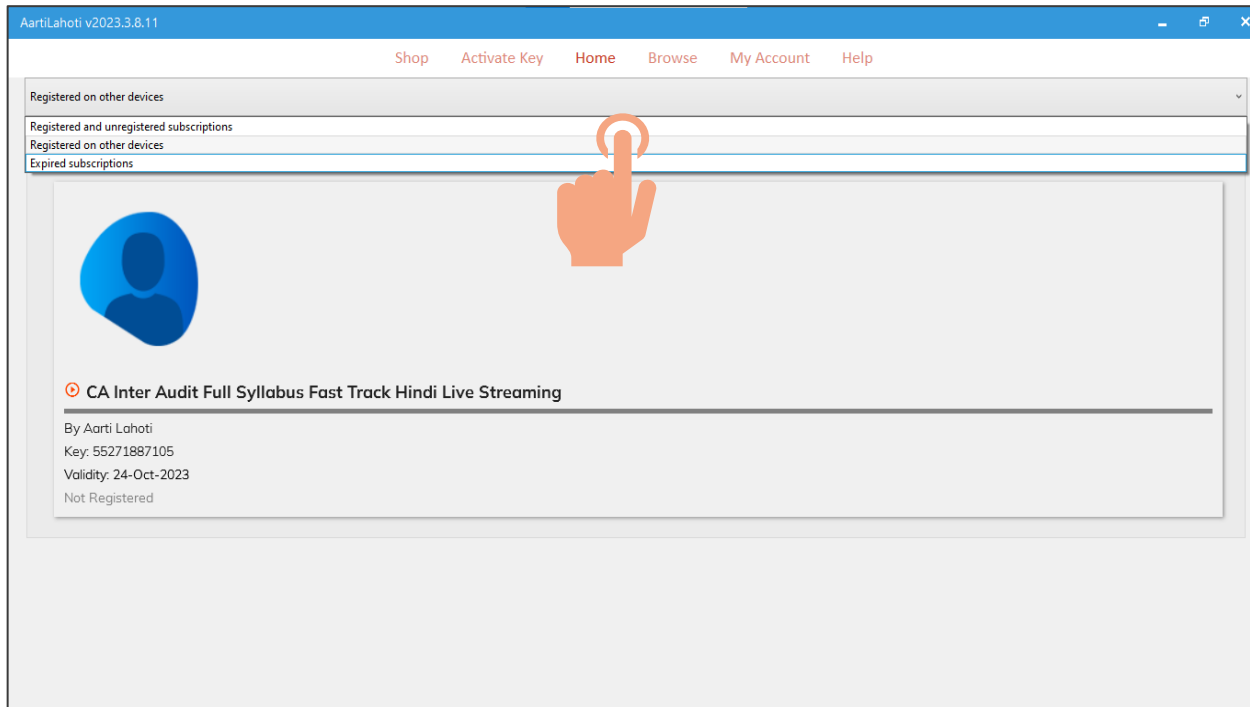 AartiLahoti v2023.3.8.11
Shop Activate Key Home Browse My Account Help
Registered on other devices
Registered and unregistered subscriptions
Registered on other devices
Expired subscriptions
CA Inter Audit Full Syllabus Fast Track Hindi Live Streaming
By Aarti Lahoti
Key: 55271887105
Validity: 24-Oct-2023
Not Registered